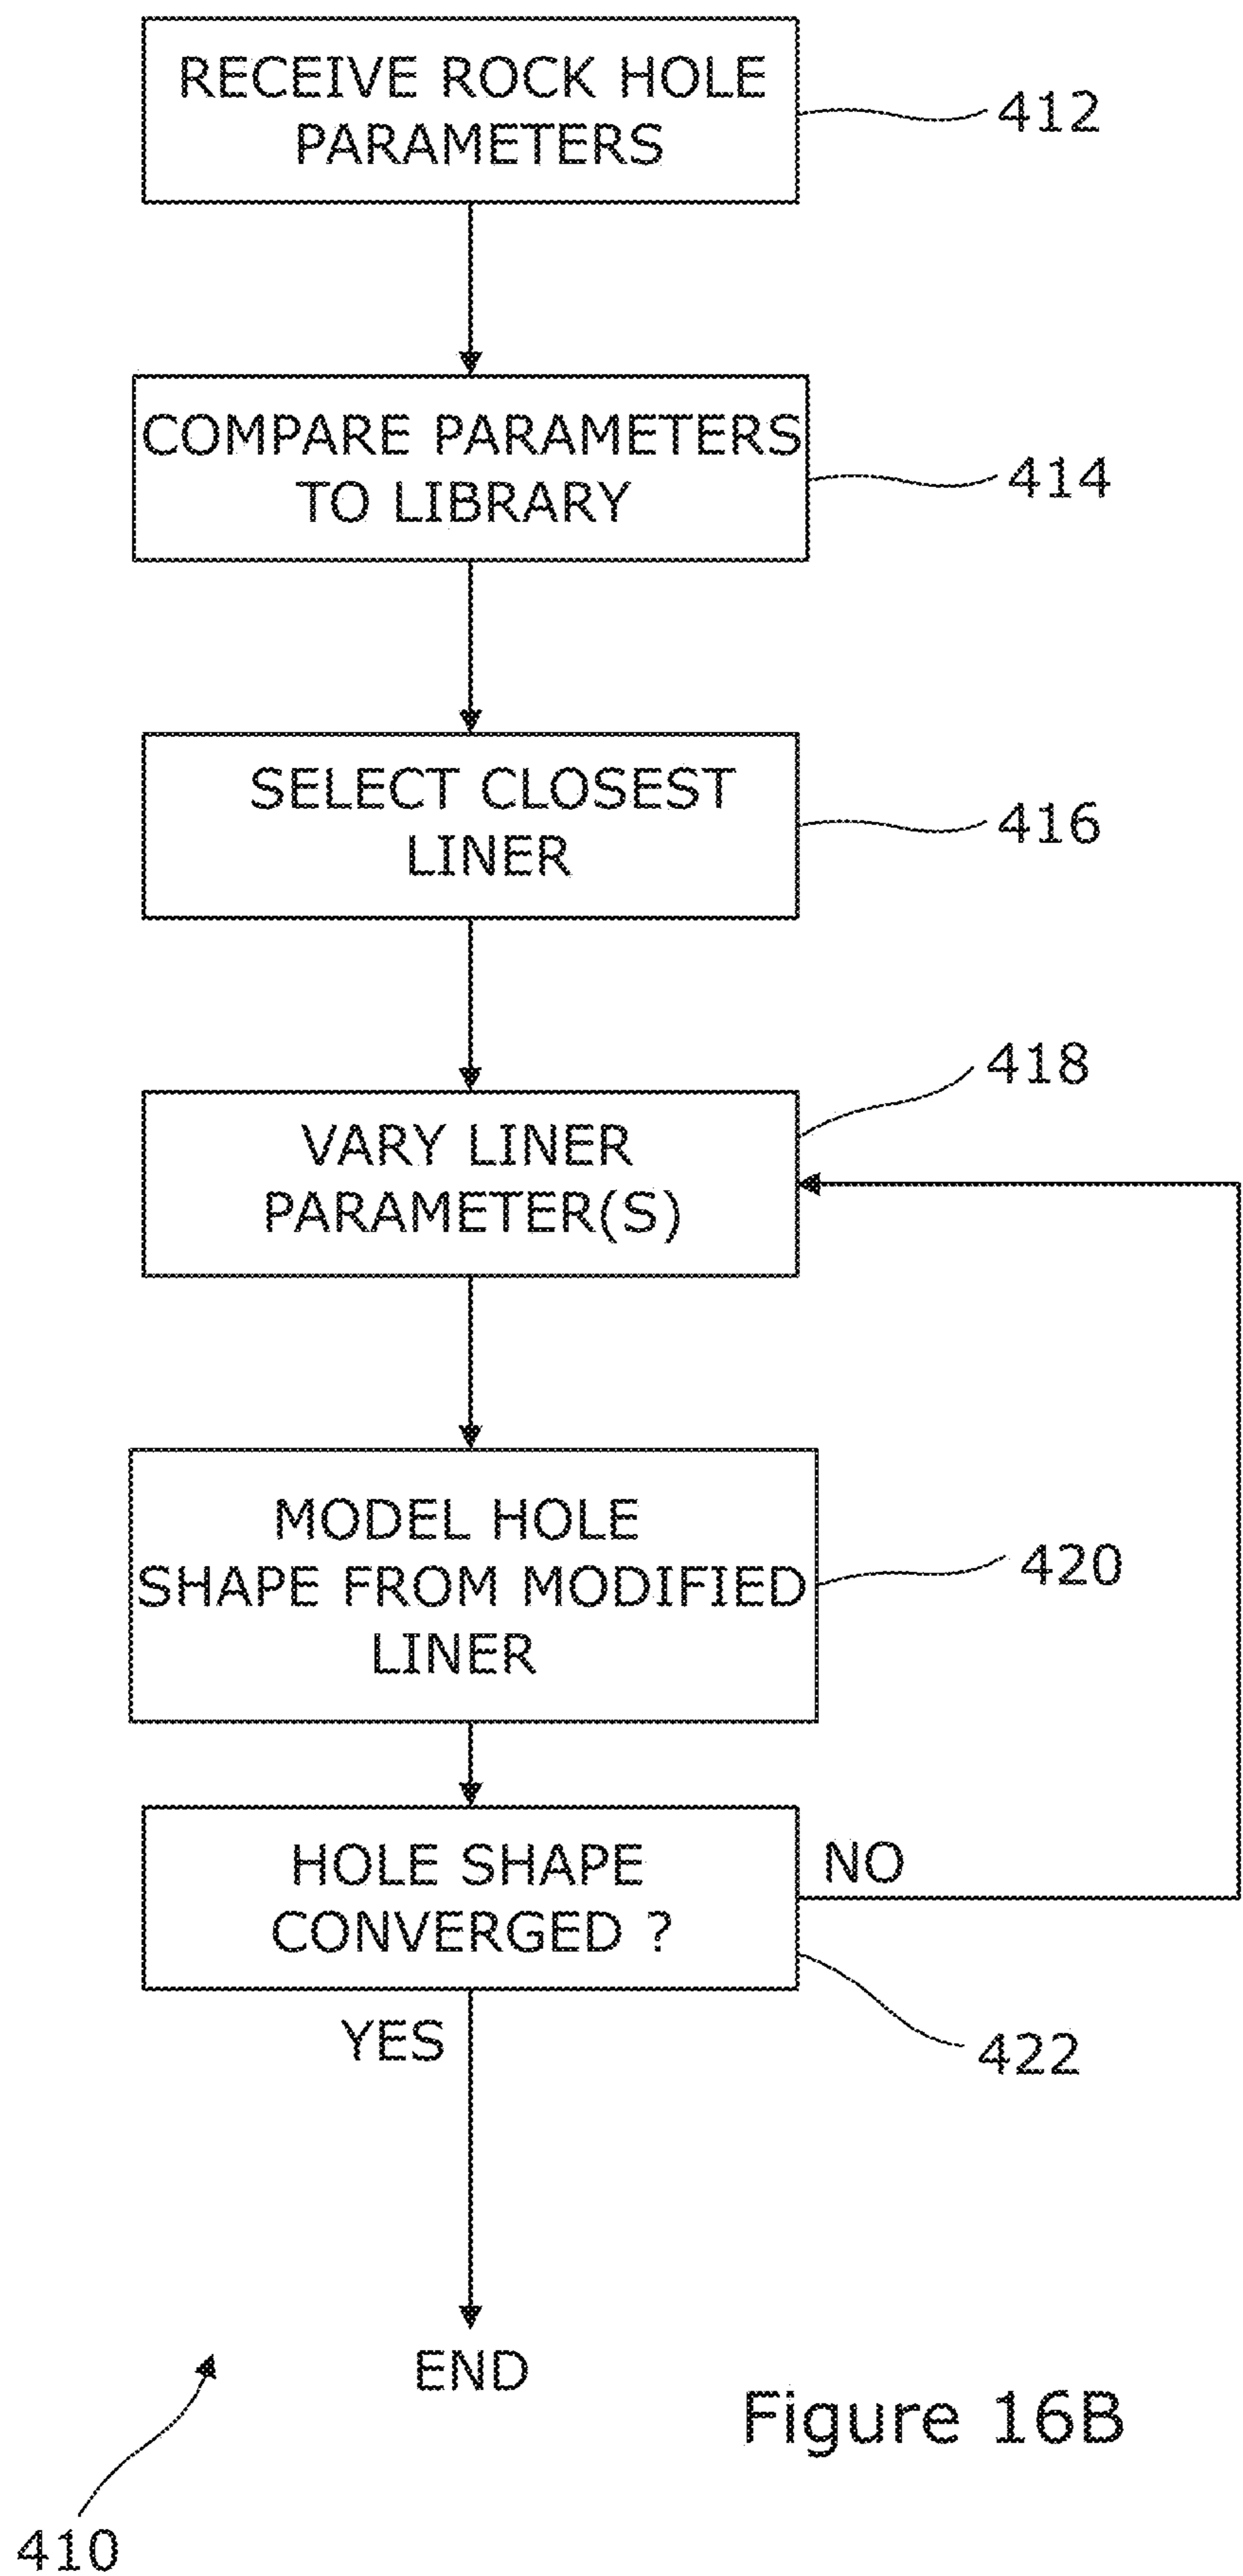 RECEIVE ROCK HOLE
PARAMETERS
412
COMPARE PARAMETERS
TO LIBRARY
414
SELECT CLOSEST
LINER
416
418
VARY LINER
PARAMETER(S)
MODEL HOLE
SHAPE FROM MODIFIED
LINER
420
HOLE SHAPE
CONVERGED ?
NO
YES
422
END
Figure 16B
410